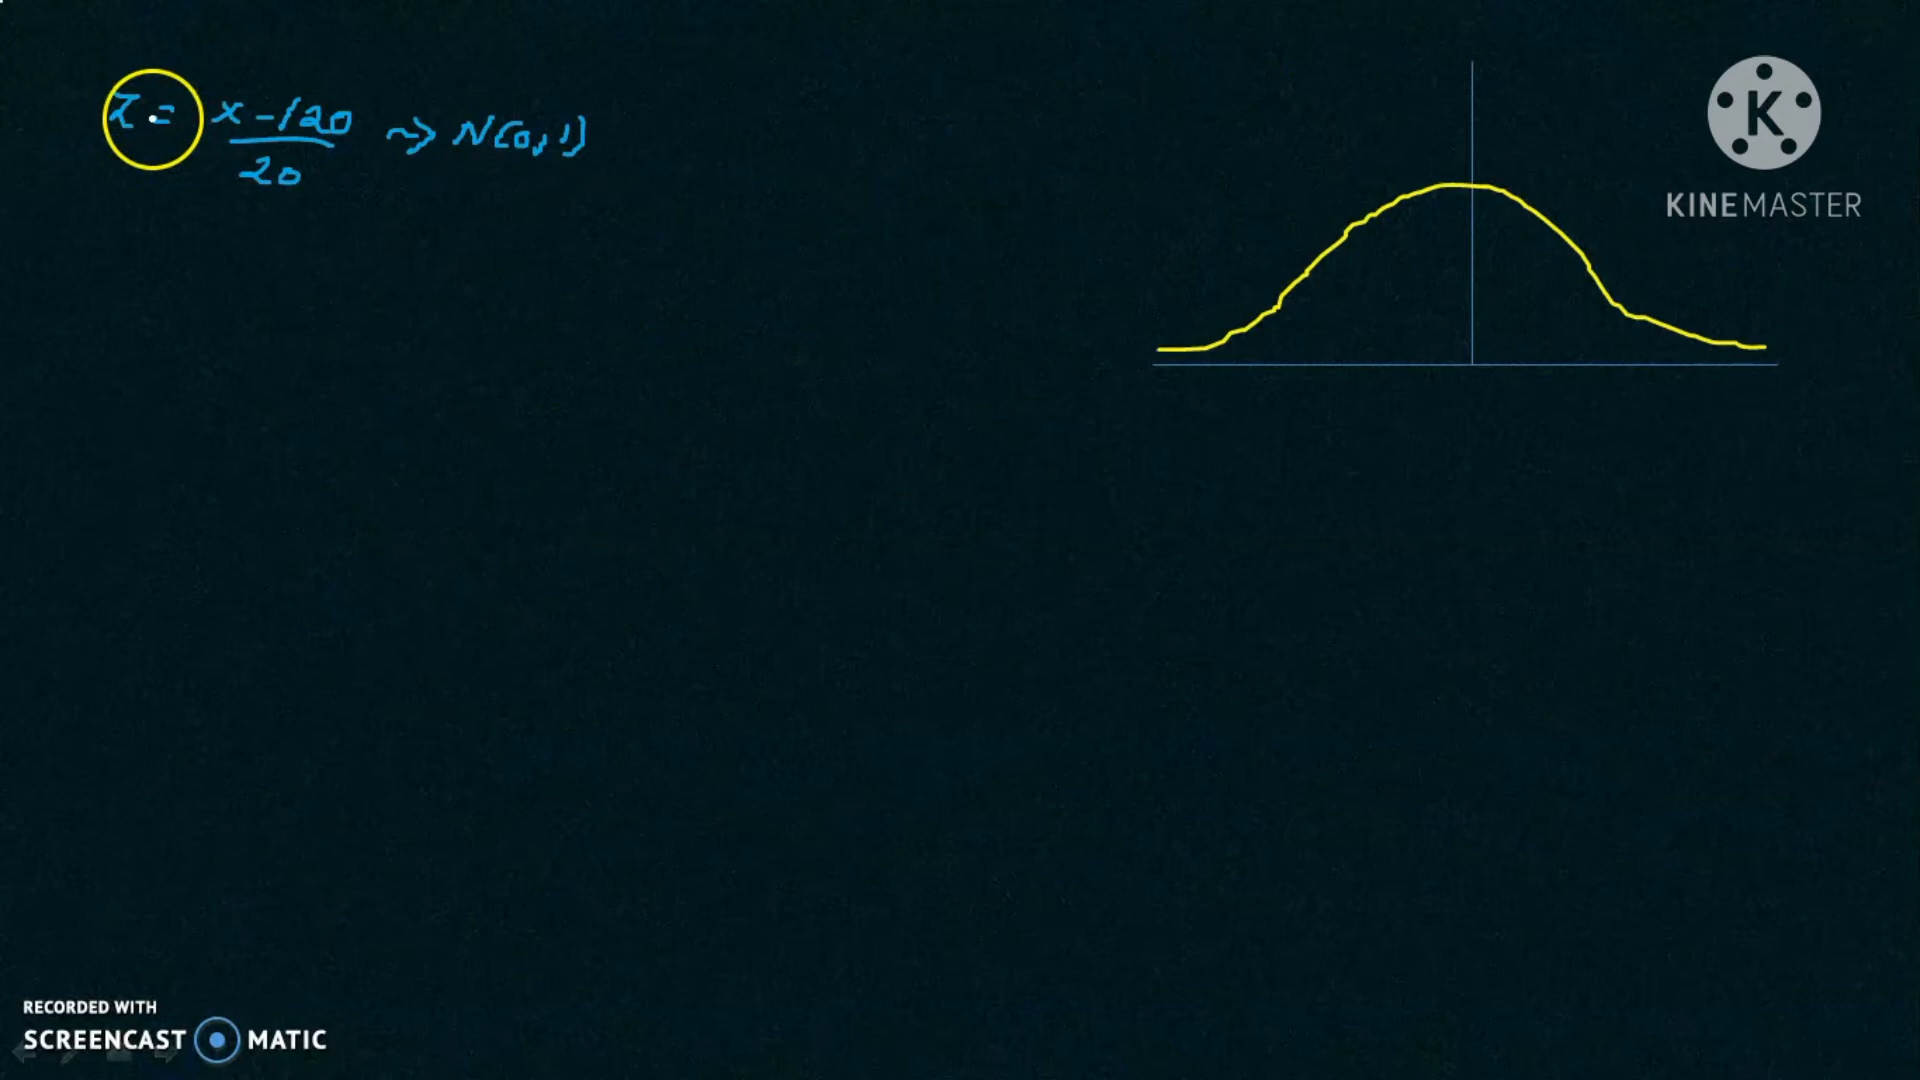 Z = x - 120 ~> N(0, 1)
20
K
KINEMASTER
RECORDED WITH
SCREENCAST MATIC